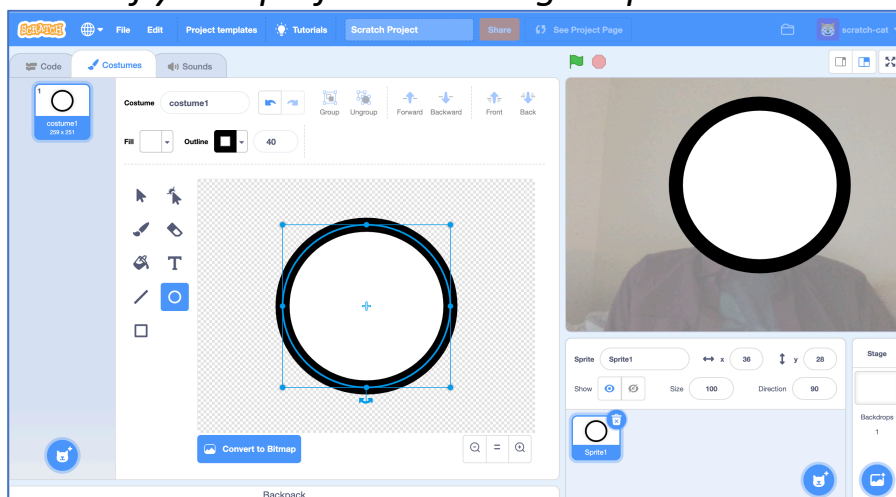 SCRATCH File Edit Project templates Tutorials Scratch Project Share See Project Page scratch-cat
Code Costumes Sounds
1
costume1
259 x 251
Costume costume1 Group Ungroup Forward Backward Front Back
Fill Outline 40
T
Convert to Bitmap
Backpack
Sprite Sprite1 x 36 y 28
Show Size 100 Direction 90
Sprite1
Stage
Backdrops
1